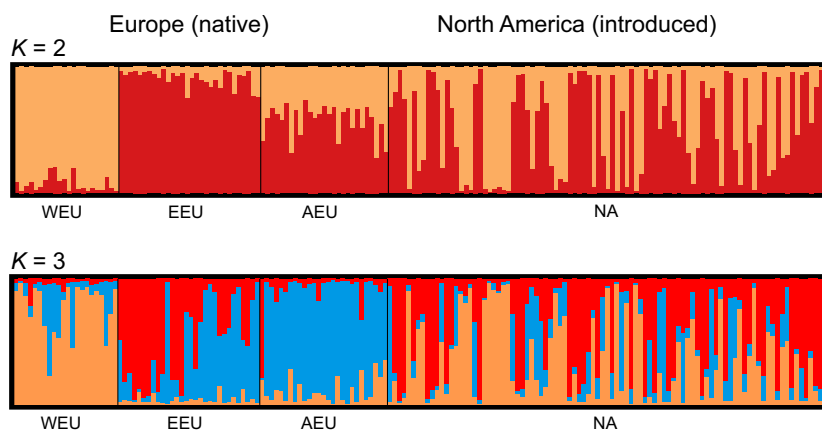 Europe (native) North America (introduced)
K = 2
WEU EEU AEU NA
K = 3
WEU EEU AEU NA